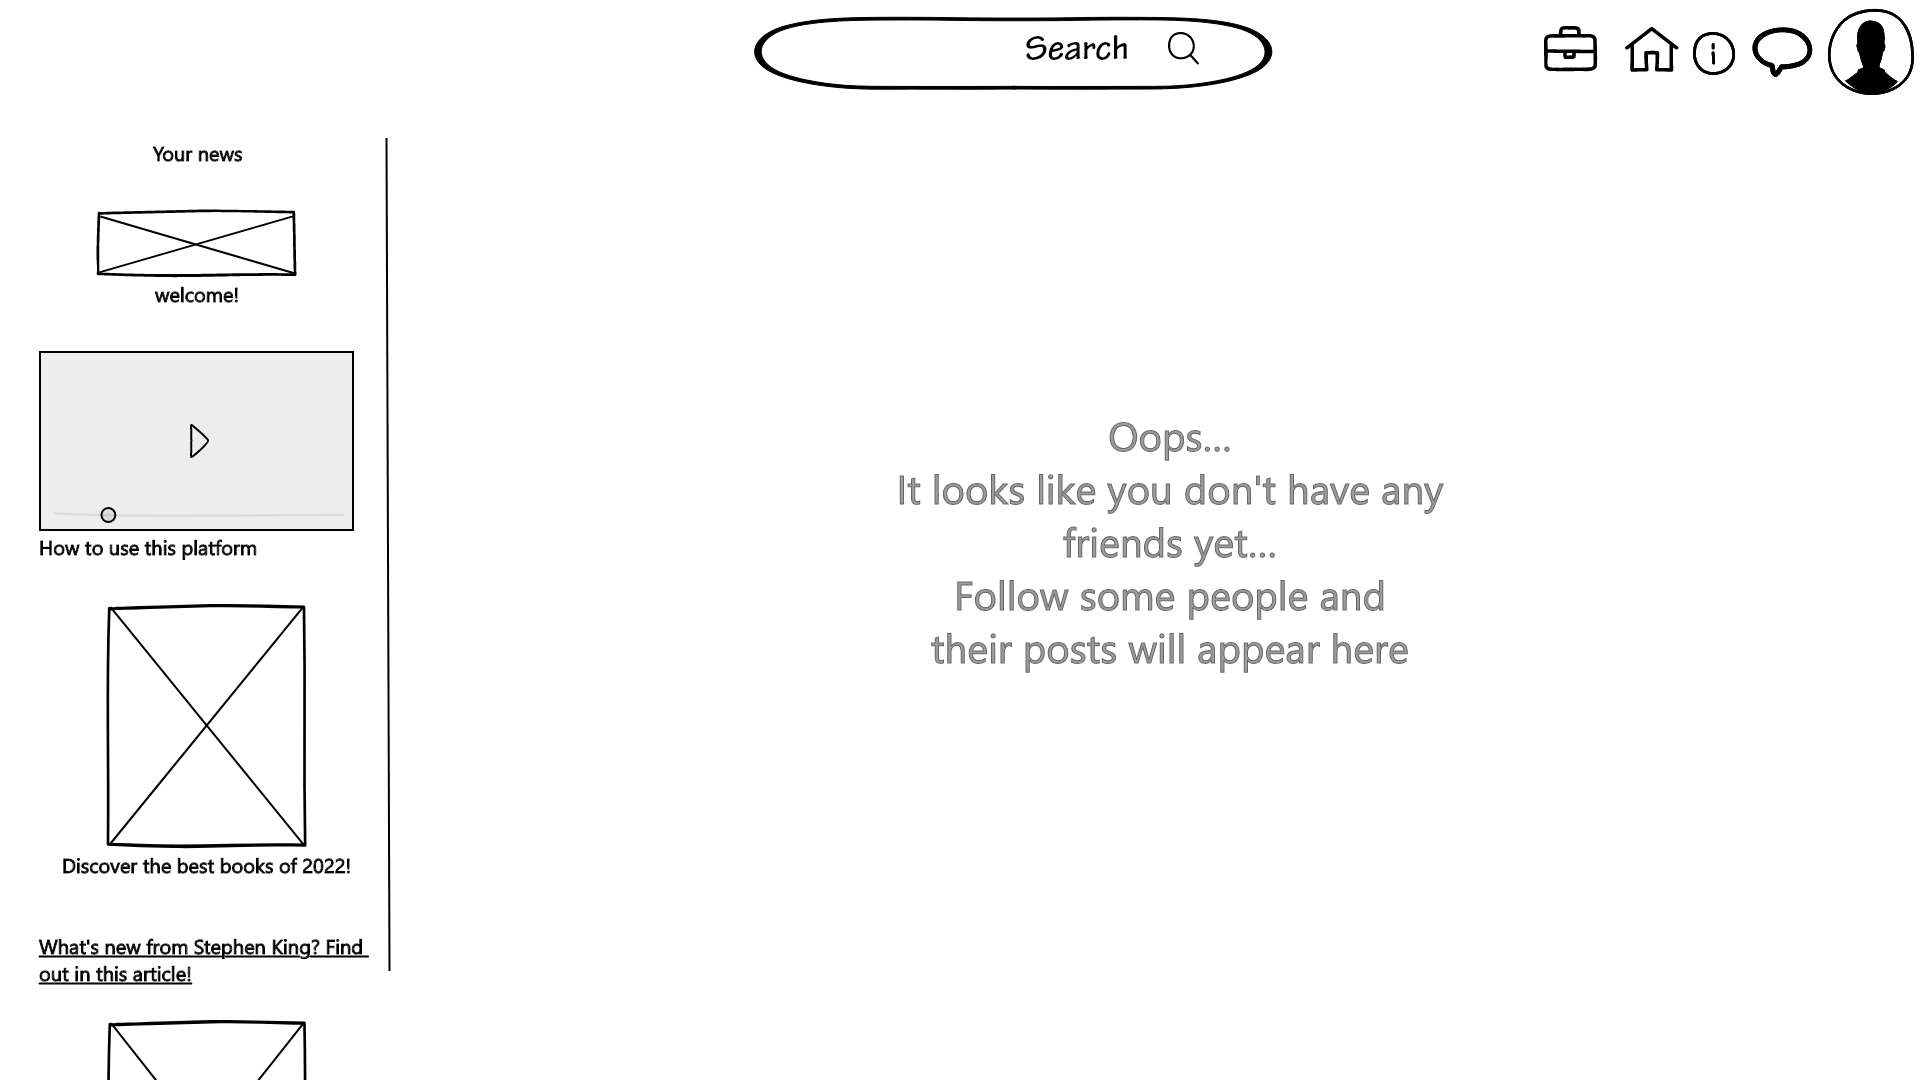 Search
Your news
welcome!
How to use this platform
Discover the best books of 2022!
What's new from Stephen King? Find
out in this article!
Oops...
It looks like you don't have any
friends yet...
Follow some people and
their posts will appear here